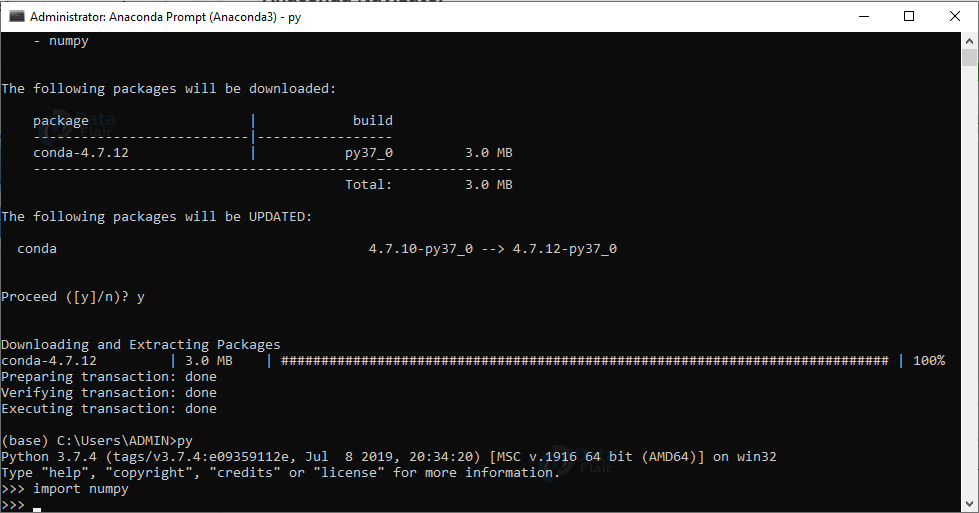 Administrator: Anaconda Prompt (Anaconda3) - py
- numpy
The following packages will be downloaded:
package | build
---------------------------|-----------------
conda-4.7.12 | py37_0 3.0 MB
------------------------------------------------------------
Total: 3.0 MB
The following packages will be UPDATED:
conda 4.7.10-py37_0 --> 4.7.12-py37_0
Proceed ([y]/n)? y
Downloading and Extracting Packages
conda-4.7.12 | 3.0 MB | ############################################################################ | 100%
Preparing transaction: done
Verifying transaction: done
Executing transaction: done
(base) C:\Users\ADMIN>py
Python 3.7.4 (tags/v3.7.4:e09359112e, Jul 8 2019, 20:34:20) [MSC v.1916 64 bit (AMD64)] on win32
Type "help", "copyright", "credits" or "license" for more information.
>>> import numpy
>>>
Data
Flair
Data
Flair